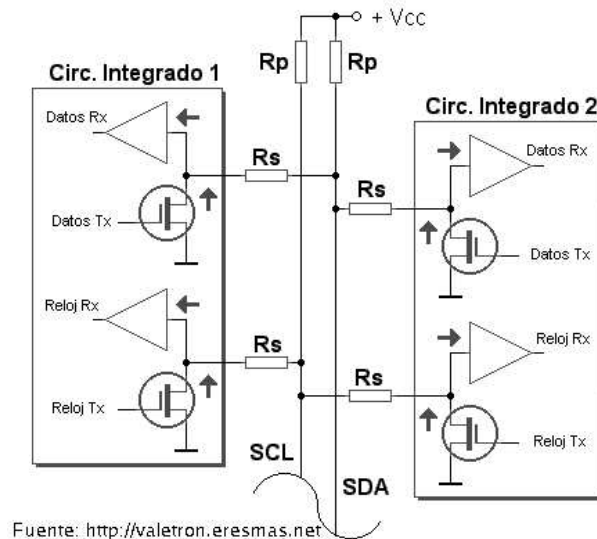 + Vcc
Rp Rp
Circ. Integrado 1
Circ. Integrado 2
Datos Rx
Datos Rx
Rs
Rs
Datos Tx
Datos Tx
Reloj Rx
Reloj Rx
Rs
Rs
Reloj Tx
Reloj Tx
SCL
SDA
Fuente: http://valetron.eresmas.net